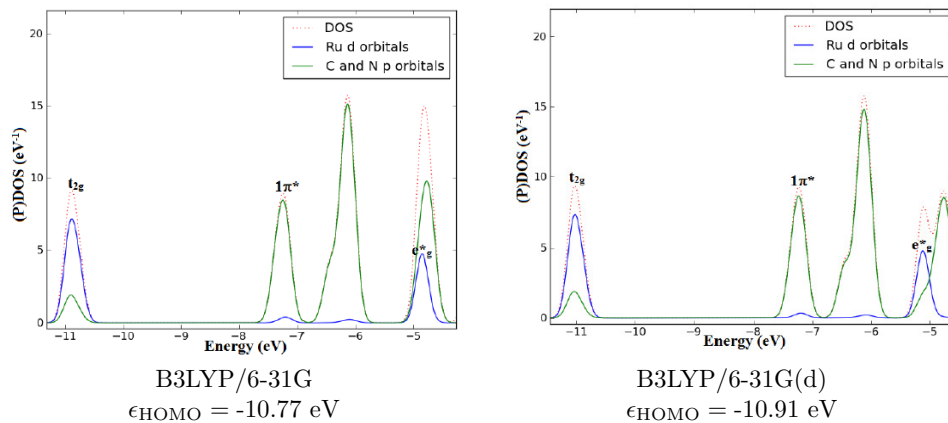 DOS
Ru d orbitals
C and N p orbitals
20
15
10
5
0
(P)DOS (eV⁻¹)
t₂g
1π*
e*g
−11
−10
−9
−8
−7
−6
−5
Energy (eV)
B3LYP/6-31G
ϵHOMO = -10.77 eV
DOS
Ru d orbitals
C and N p orbitals
20
15
10
5
0
(P)DOS (eV⁻¹)
t₂g
1π*
e*g
−11
−10
−9
−8
−7
−6
−5
Energy (eV)
B3LYP/6-31G(d)
ϵHOMO = -10.91 eV